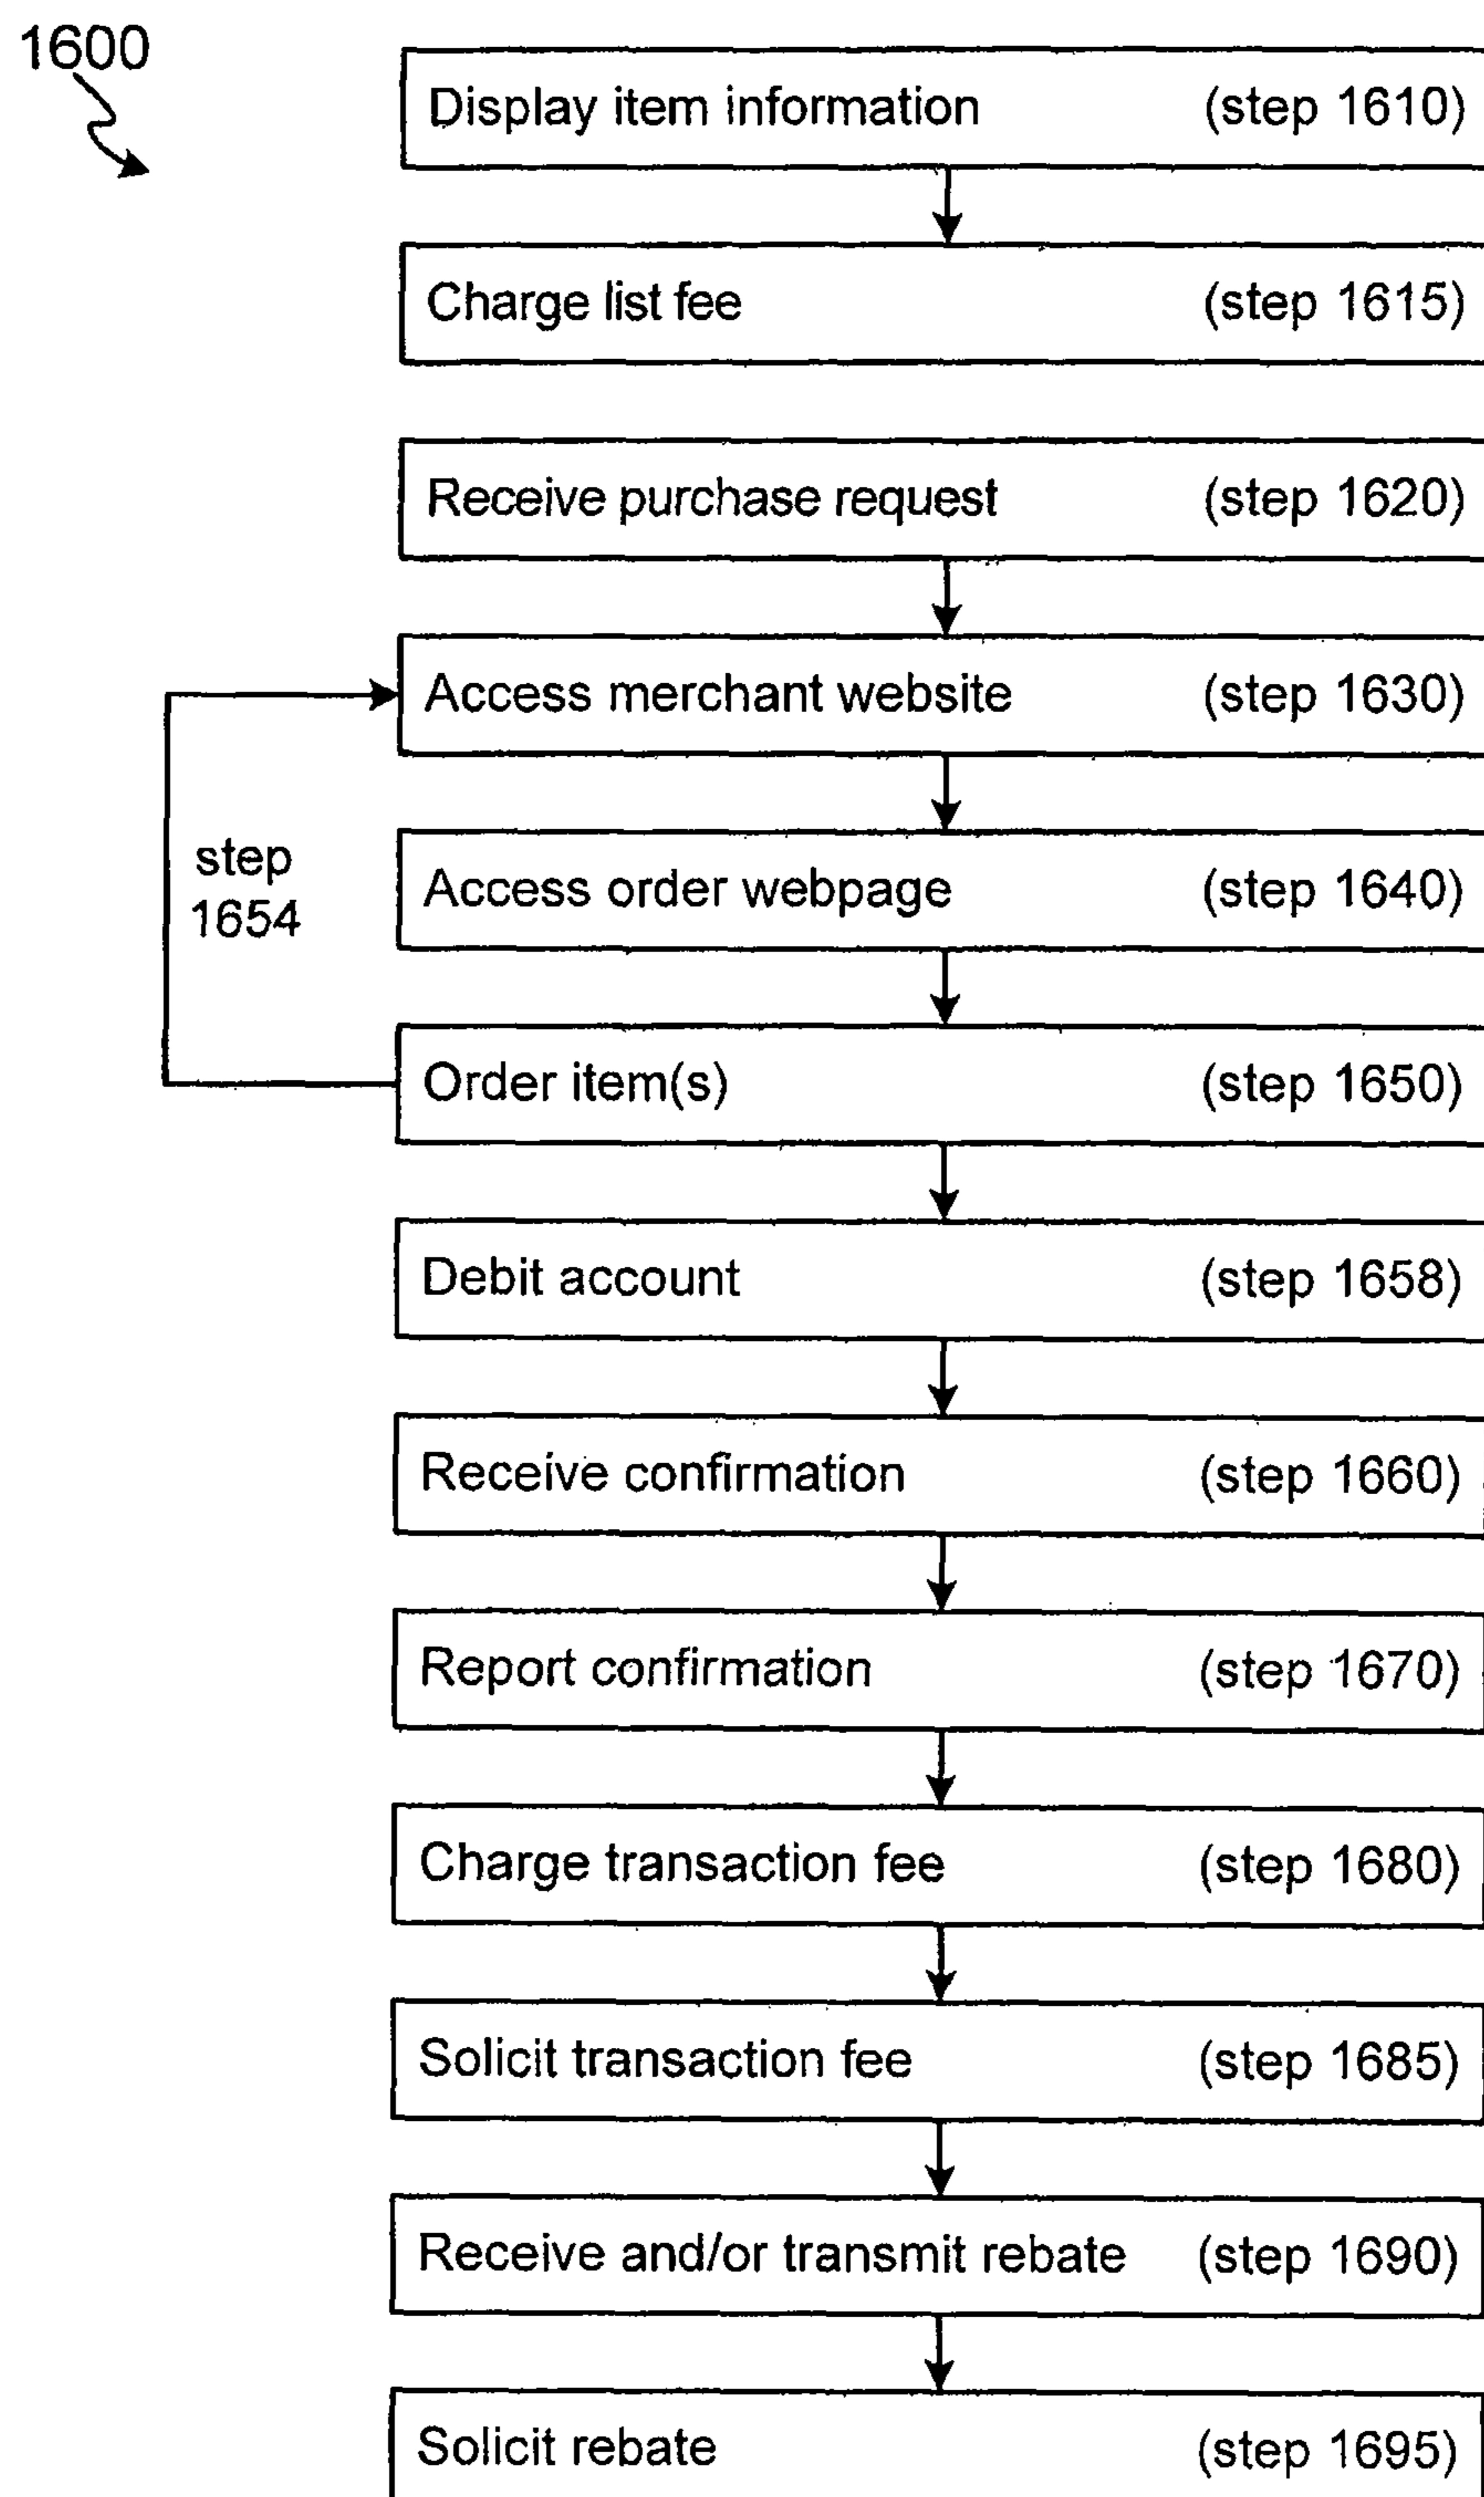 1600
Display item information (step 1610)
Charge list fee (step 1615)
Receive purchase request (step 1620)
Access merchant website (step 1630)
step
1654
Access order webpage (step 1640)
Order item(s) (step 1650)
Debit account (step 1658)
Receive confirmation (step 1660)
Report confirmation (step 1670)
Charge transaction fee (step 1680)
Solicit transaction fee (step 1685)
Receive and/or transmit rebate (step 1690)
Solicit rebate (step 1695)